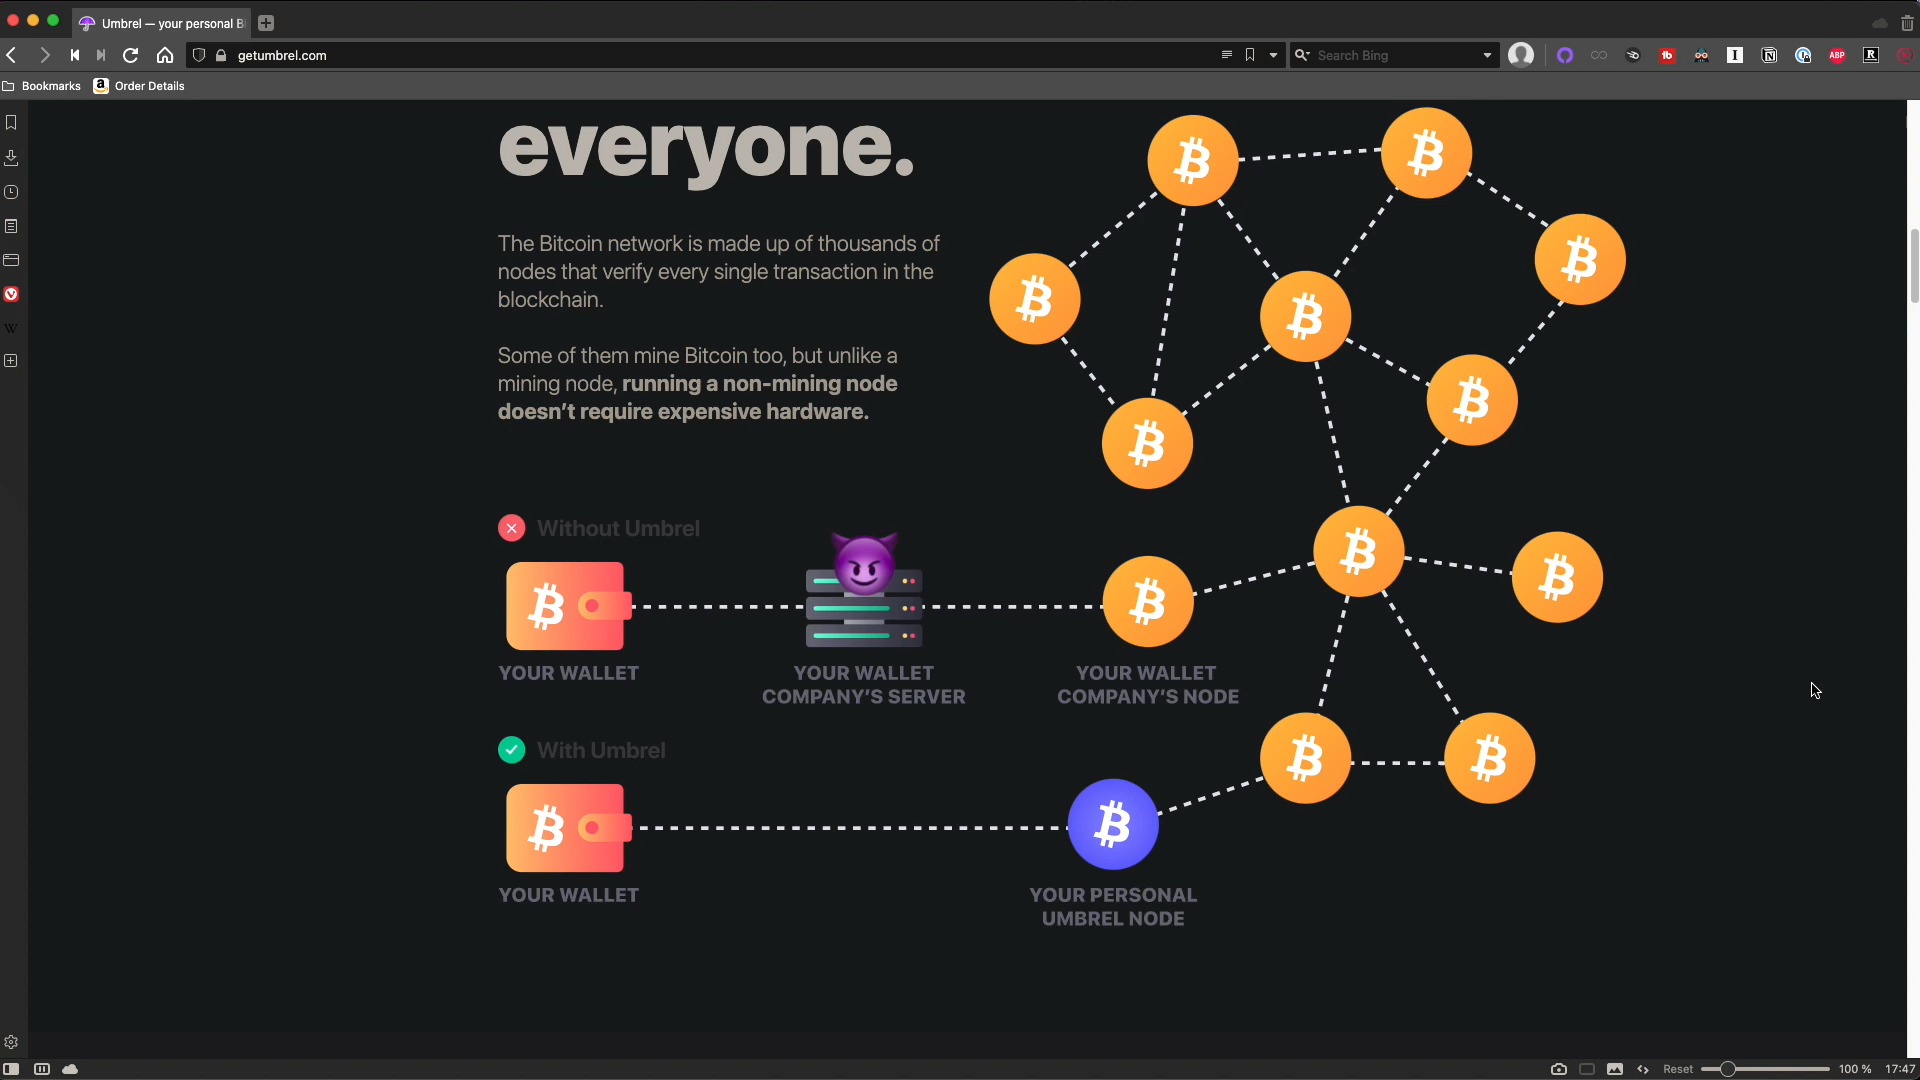 Umbrel — your personal B
getumbrel.com
Search Bing
Bookmarks
Order Details
everyone.
The Bitcoin network is made up of thousands of
nodes that verify every single transaction in the
blockchain.
Some of them mine Bitcoin too, but unlike a
mining node, running a non-mining node
doesn’t require expensive hardware.
Without Umbrel
YOUR WALLET
YOUR WALLET
COMPANY’S SERVER
YOUR WALLET
COMPANY’S NODE
With Umbrel
YOUR WALLET
YOUR PERSONAL
UMBREL NODE
Reset
100 %
17:47